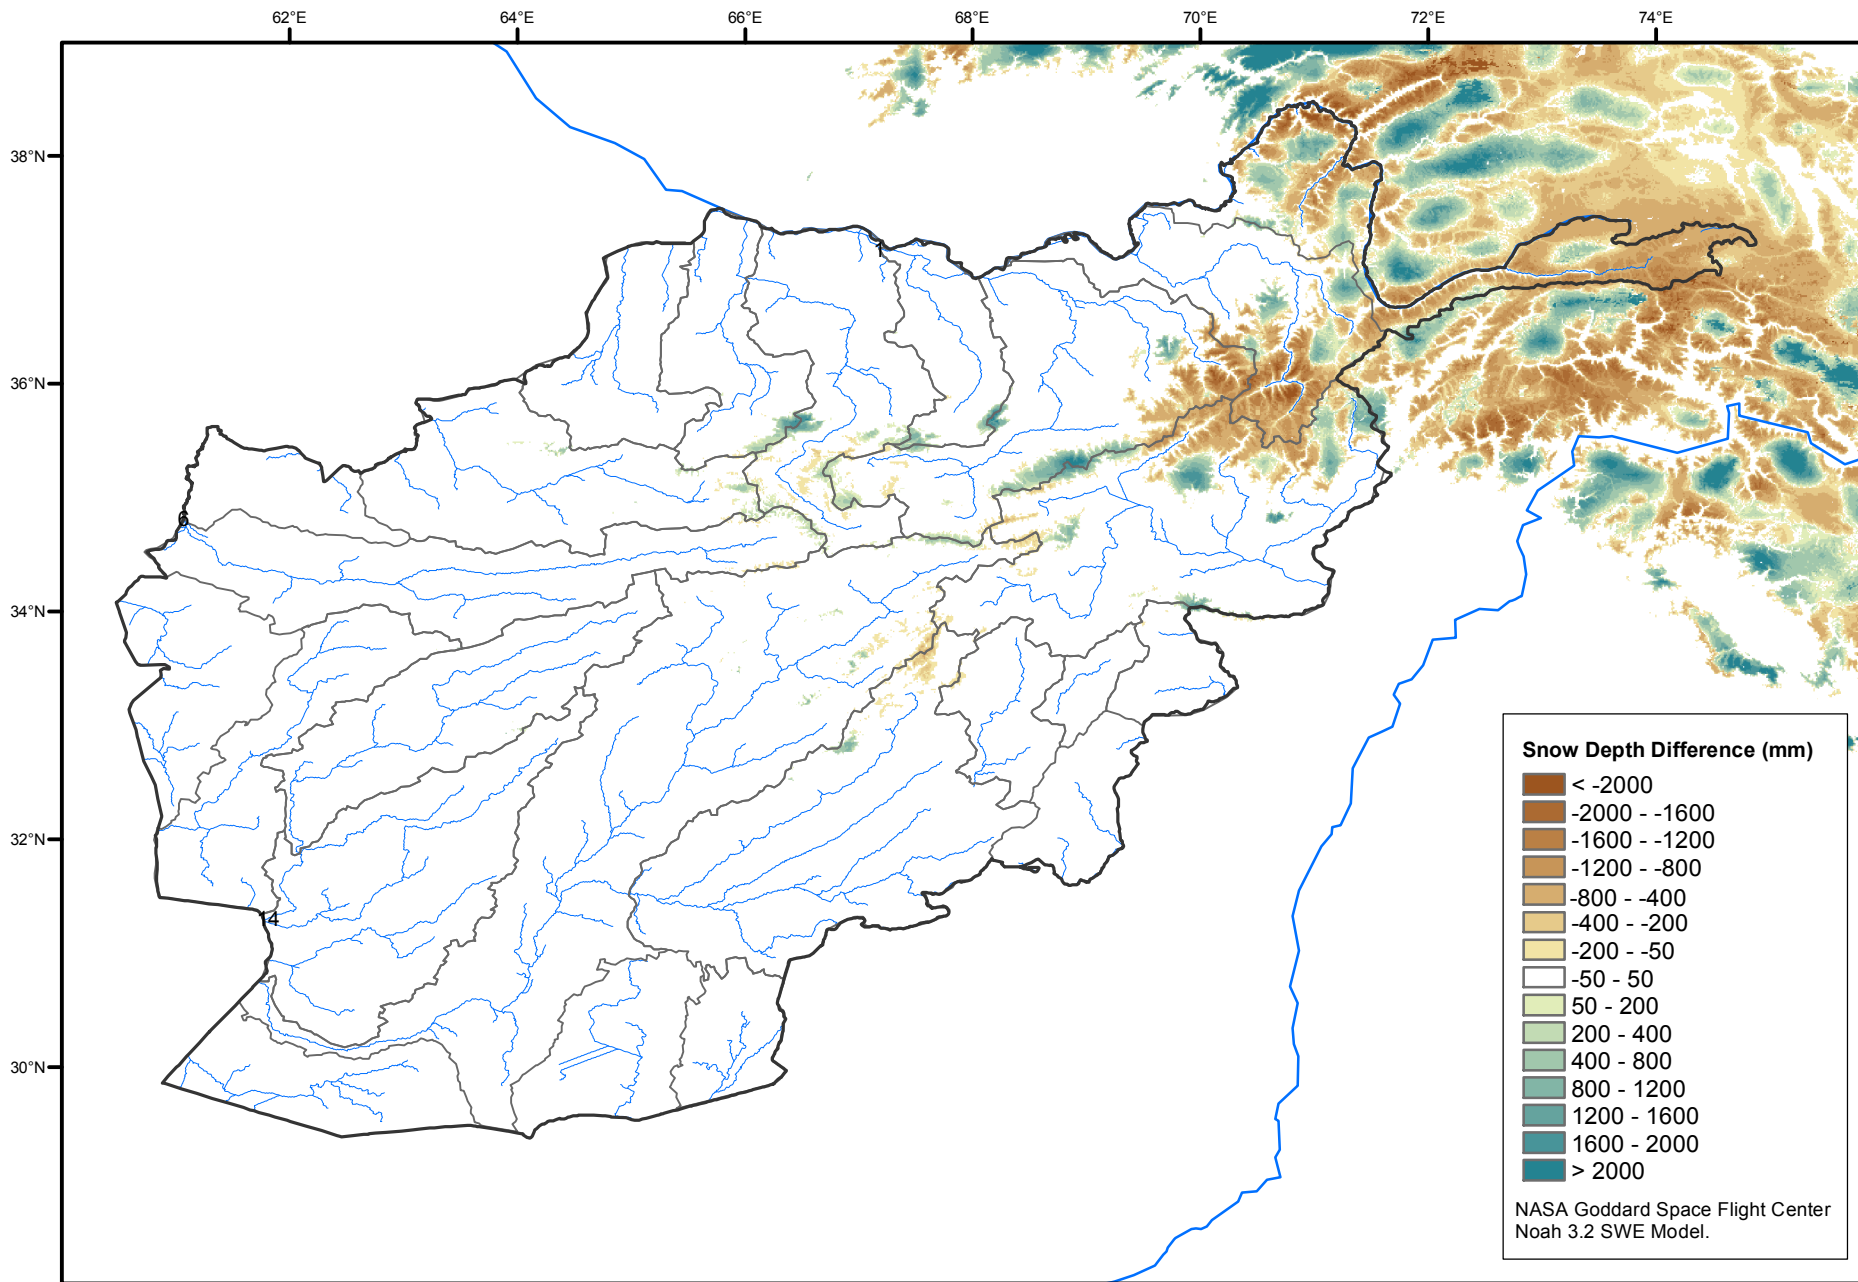 62°E 64°E 66°E 68°E 70°E 72°E 74°E
38°N
1
36°N
6
34°N
32°N
14
30°N
Snow Depth Difference (mm)
< -2000
-2000 - -1600
-1600 - -1200
-1200 - -800
-800 - -400
-400 - -200
-200 - -50
-50 - 50
50 - 200
200 - 400
400 - 800
800 - 1200
1200 - 1600
1600 - 2000
> 2000
NASA Goddard Space Flight Center
Noah 3.2 SWE Model.